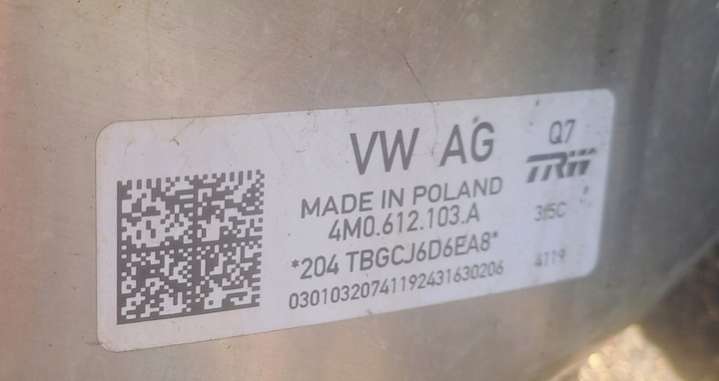 VW AG Q7
TRW
MADE IN POLAND
4M0.612.103.A 315C
*204 TBGCJ6D6EA8*
4119
03010320741192431630206